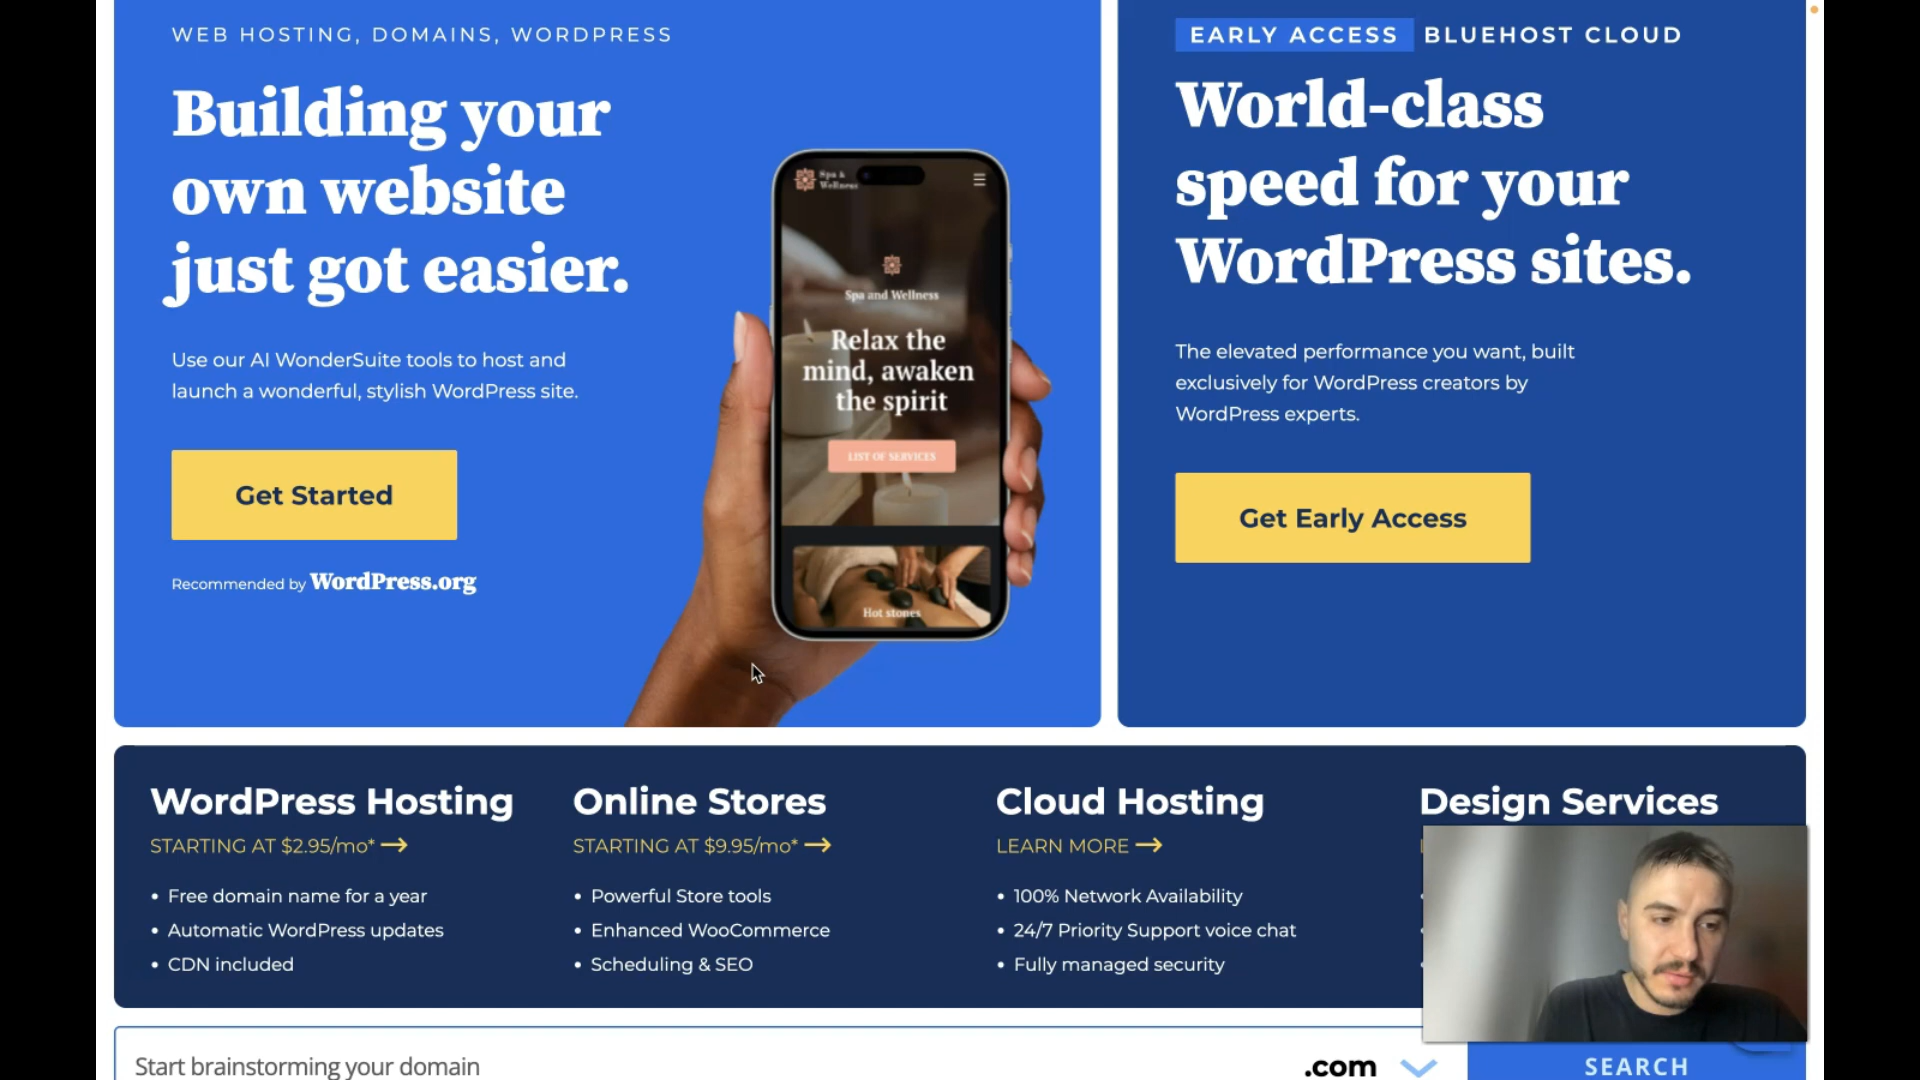 WEB HOSTING, DOMAINS, WORDPRESS
Building your
own website
just got easier.
Use our AI WonderSuite tools to host and
launch a wonderful, stylish WordPress site.
Get Started
Recommended by WordPress.org
Spa &
Wellness
Spa and Wellness
Relax the
mind, awaken
the spirit
LIST OF SERVICES
Hot stones
EARLY ACCESS BLUEHOST CLOUD
World-class
speed for your
WordPress sites.
The elevated performance you want, built
exclusively for WordPress creators by
WordPress experts.
Get Early Access
WordPress Hosting
STARTING AT $2.95/mo* →
• Free domain name for a year
• Automatic WordPress updates
• CDN included
Online Stores
STARTING AT $9.95/mo* →
• Powerful Store tools
• Enhanced WooCommerce
• Scheduling & SEO
Cloud Hosting
LEARN MORE →
• 100% Network Availability
• 24/7 Priority Support voice chat
• Fully managed security
Design Services
Start brainstorming your domain
.com
SEARCH